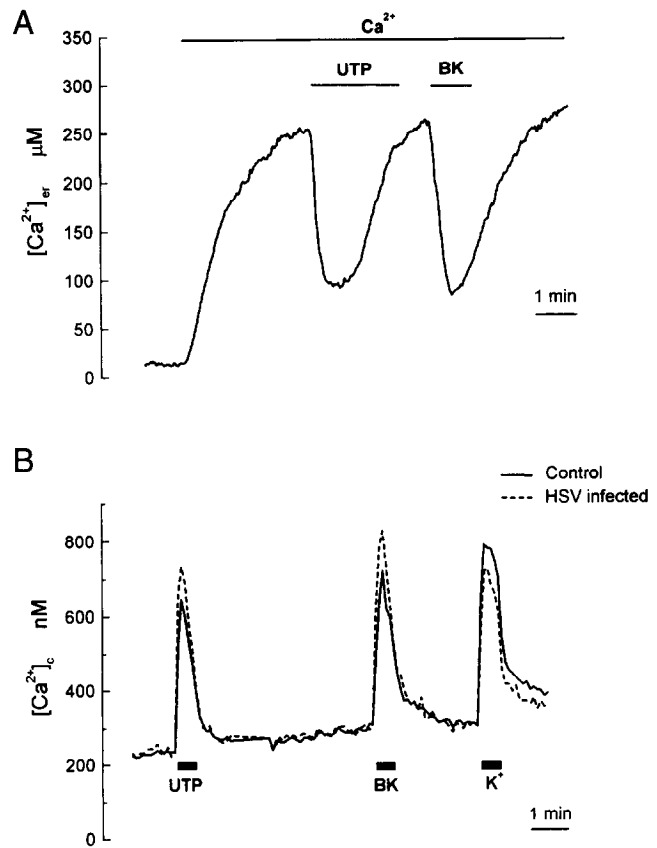 A
Ca²⁺
350
UTP
BK
300
250
200
150
100
50
0
[Ca²⁺]er µM
1 min
B
Control
HSV infected
800
600
400
200
0
[Ca²⁺]c nM
UTP
BK
K⁺
1 min